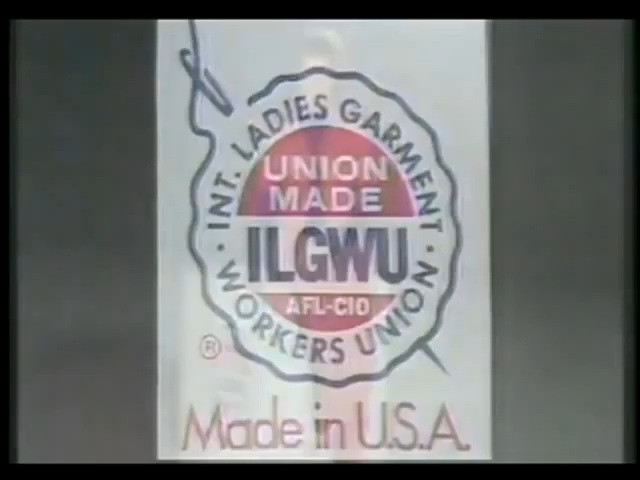 INT. LADIES GARMENT
UNION
MADE
ILGWU
AFL-CIO
· WORKERS UNION ·
®
Made in U.S.A.